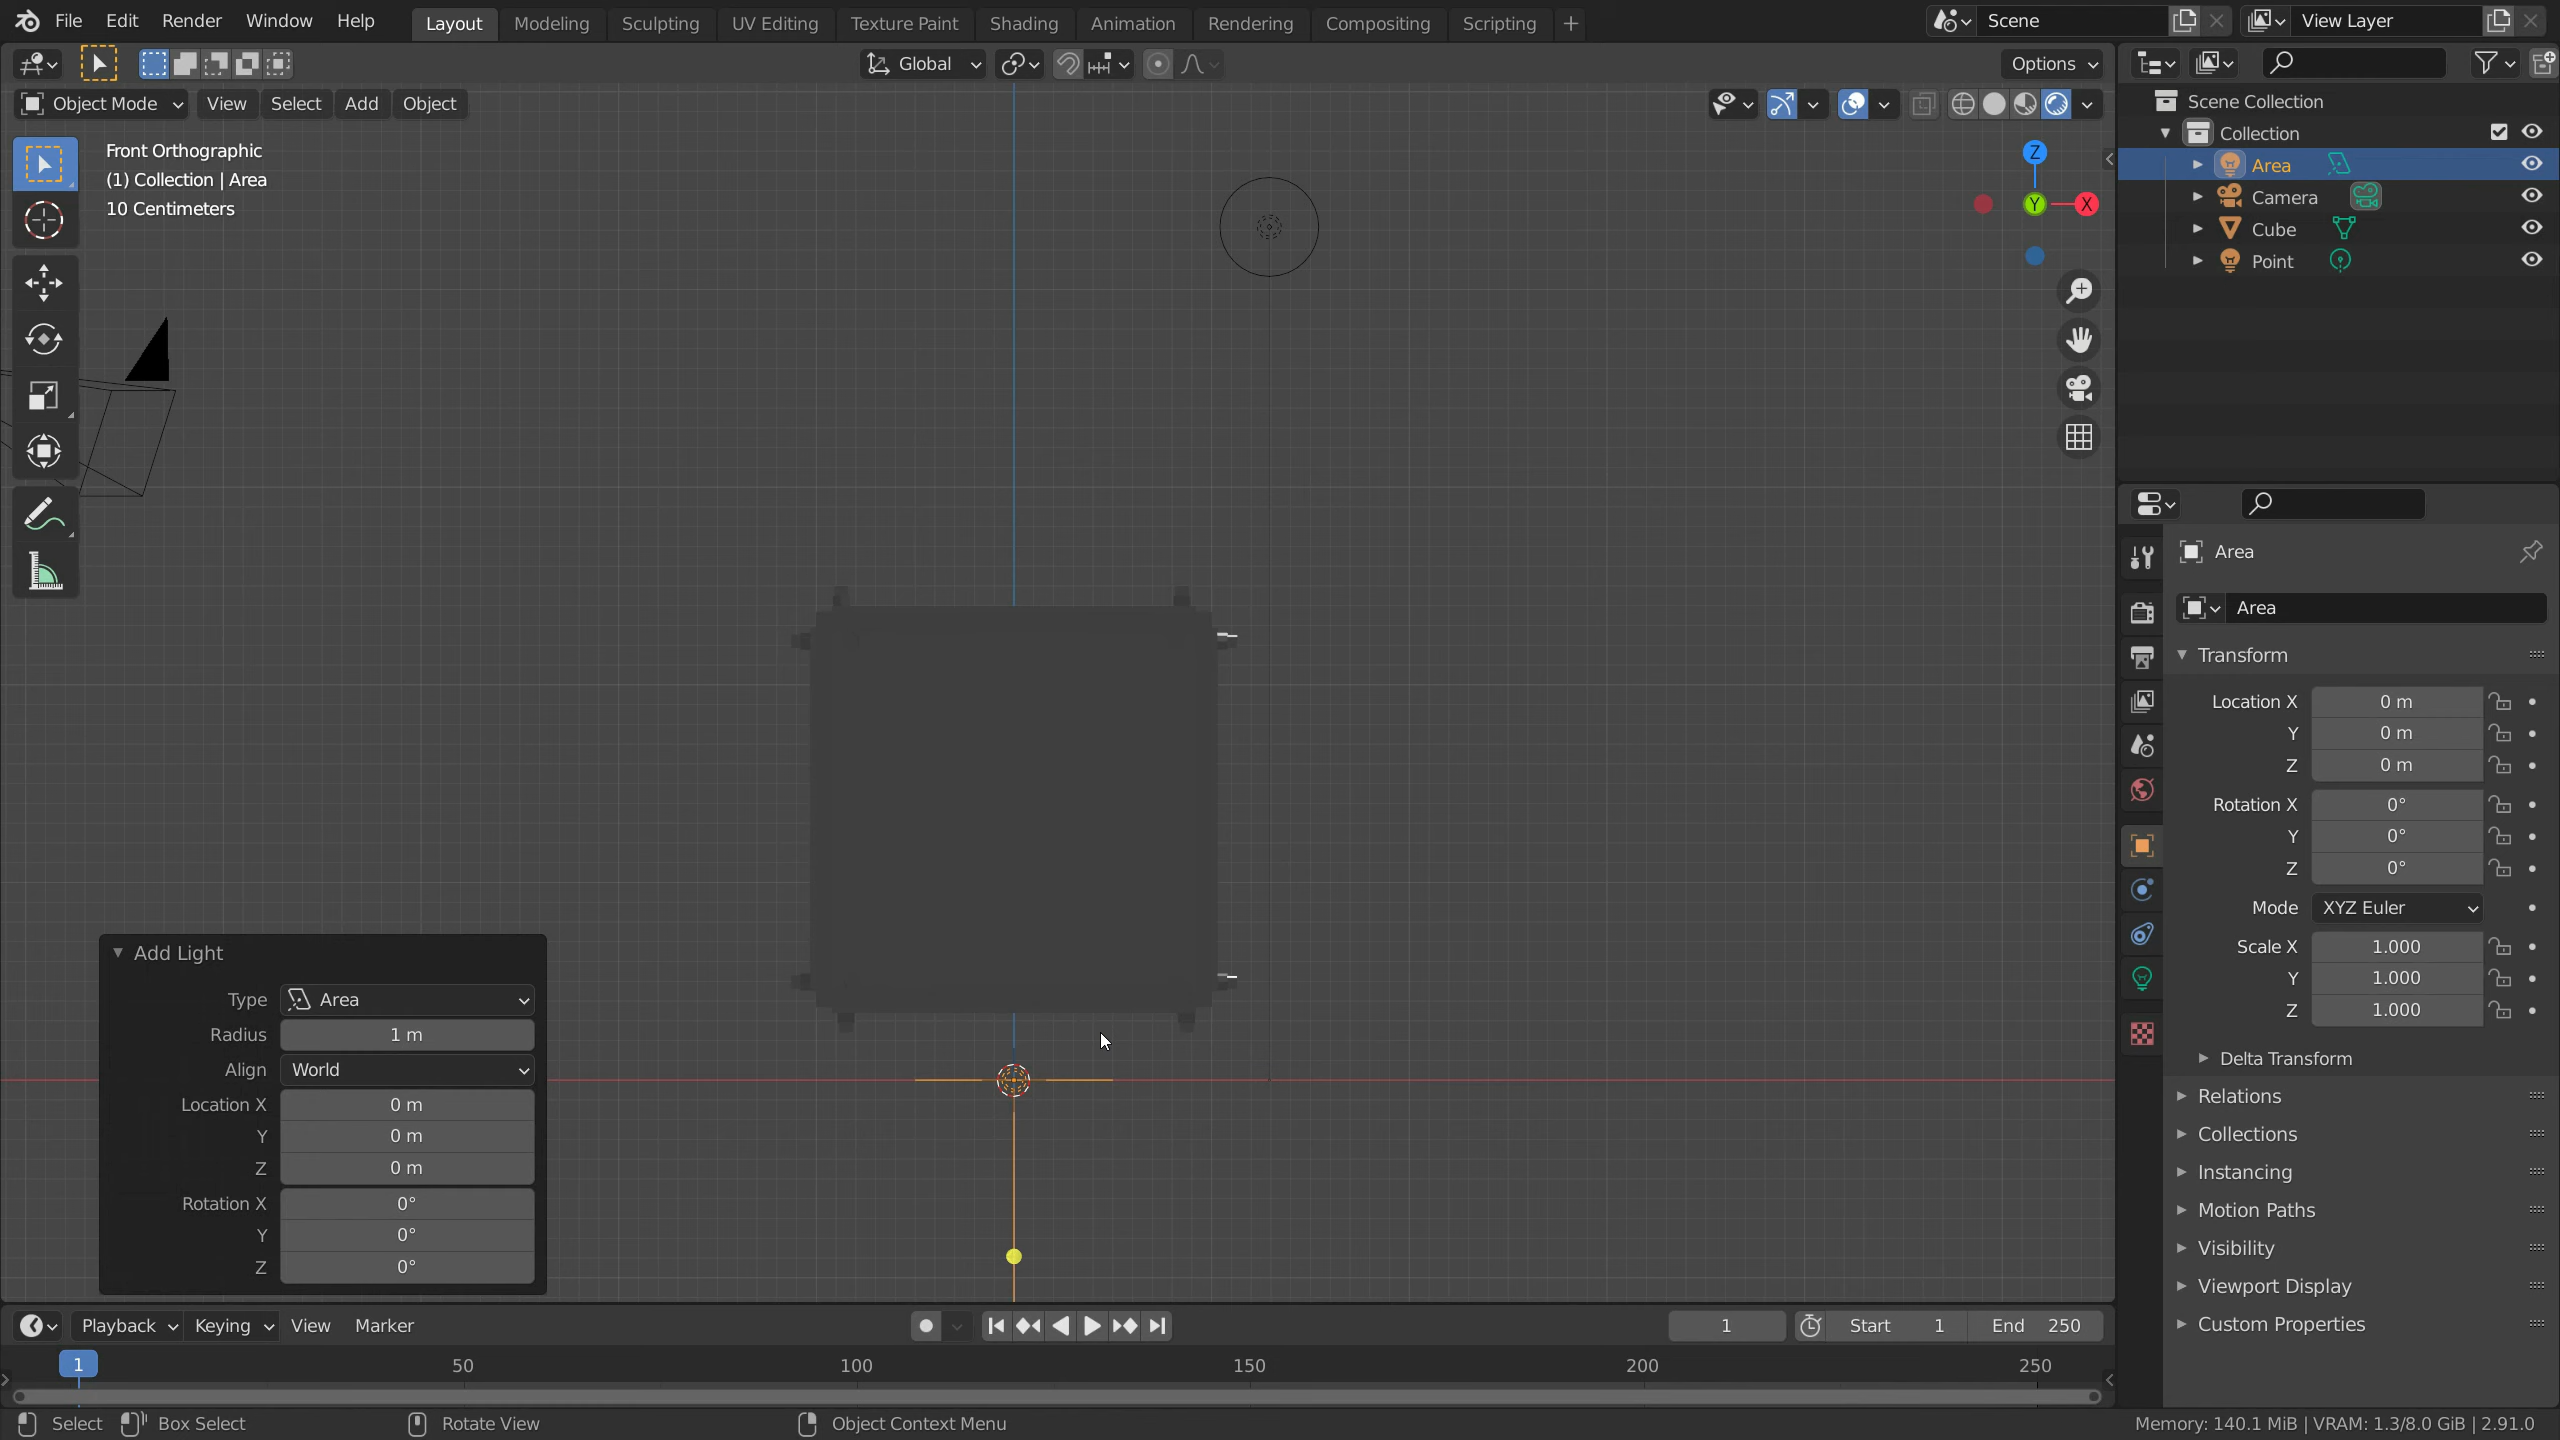 File Edit Render Window Help Layout Modeling Sculpting UV Editing Texture Paint Shading Animation Rendering Compositing Scripting + Scene View Layer
Global Options
Object Mode View Select Add Object
Front Orthographic
(1) Collection | Area
10 Centimeters
Z
Y
X
Scene Collection
Collection
Area
Camera
Cube
Point
Area
Area
Transform
Location X 0 m
Y 0 m
Z 0 m
Rotation X 0°
Y 0°
Z 0°
Mode XYZ Euler
Scale X 1.000
Y 1.000
Z 1.000
Delta Transform
Relations
Collections
Instancing
Motion Paths
Visibility
Viewport Display
Custom Properties
Add Light
Type Area
Radius 1 m
Align World
Location X 0 m
Y 0 m
Z 0 m
Rotation X 0°
Y 0°
Z 0°
Playback Keying View Marker 1 Start 1 End 250
1 50 100 150 200 250
Select Box Select Rotate View Object Context Menu Memory: 140.1 MiB | VRAM: 1.3/8.0 GiB | 2.91.0